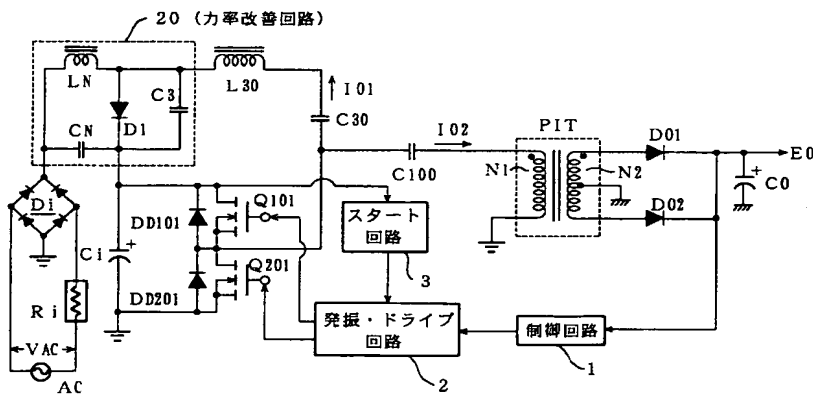 20 (力率改善回路)
LN
C3
L30
I01
D1
CN
C30
I02
PIT
C100
N1
N2
D01
E0
C0
D02
Di
Q101
DD101
スタート
回路
Ci
3
Q201
DD201
Ri
発振・ドライブ
回路
制御回路
VAC
2
1
AC